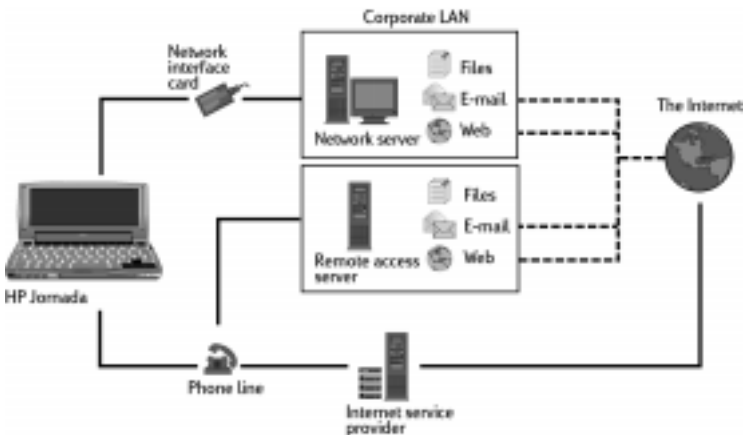 Corporate LAN
Network
interface
card
Files
E-mail
Web
Network server
The Internet
Files
E-mail
Web
Remote access
server
HP Jornada
Phone line
Internet service
provider